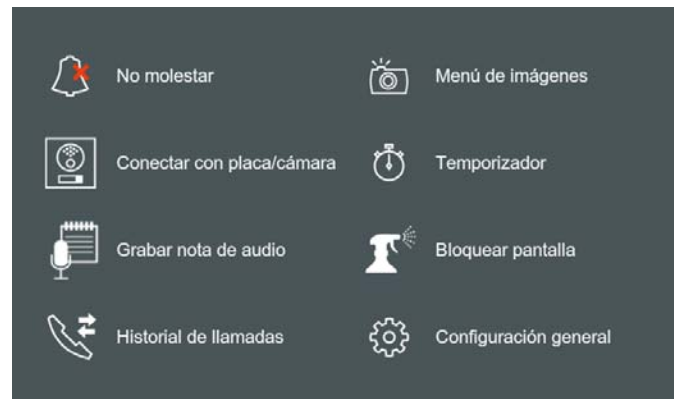 No molestar
Menú de imágenes
Conectar con placa/cámara
Temporizador
Grabar nota de audio
Bloquear pantalla
Historial de llamadas
Configuración general